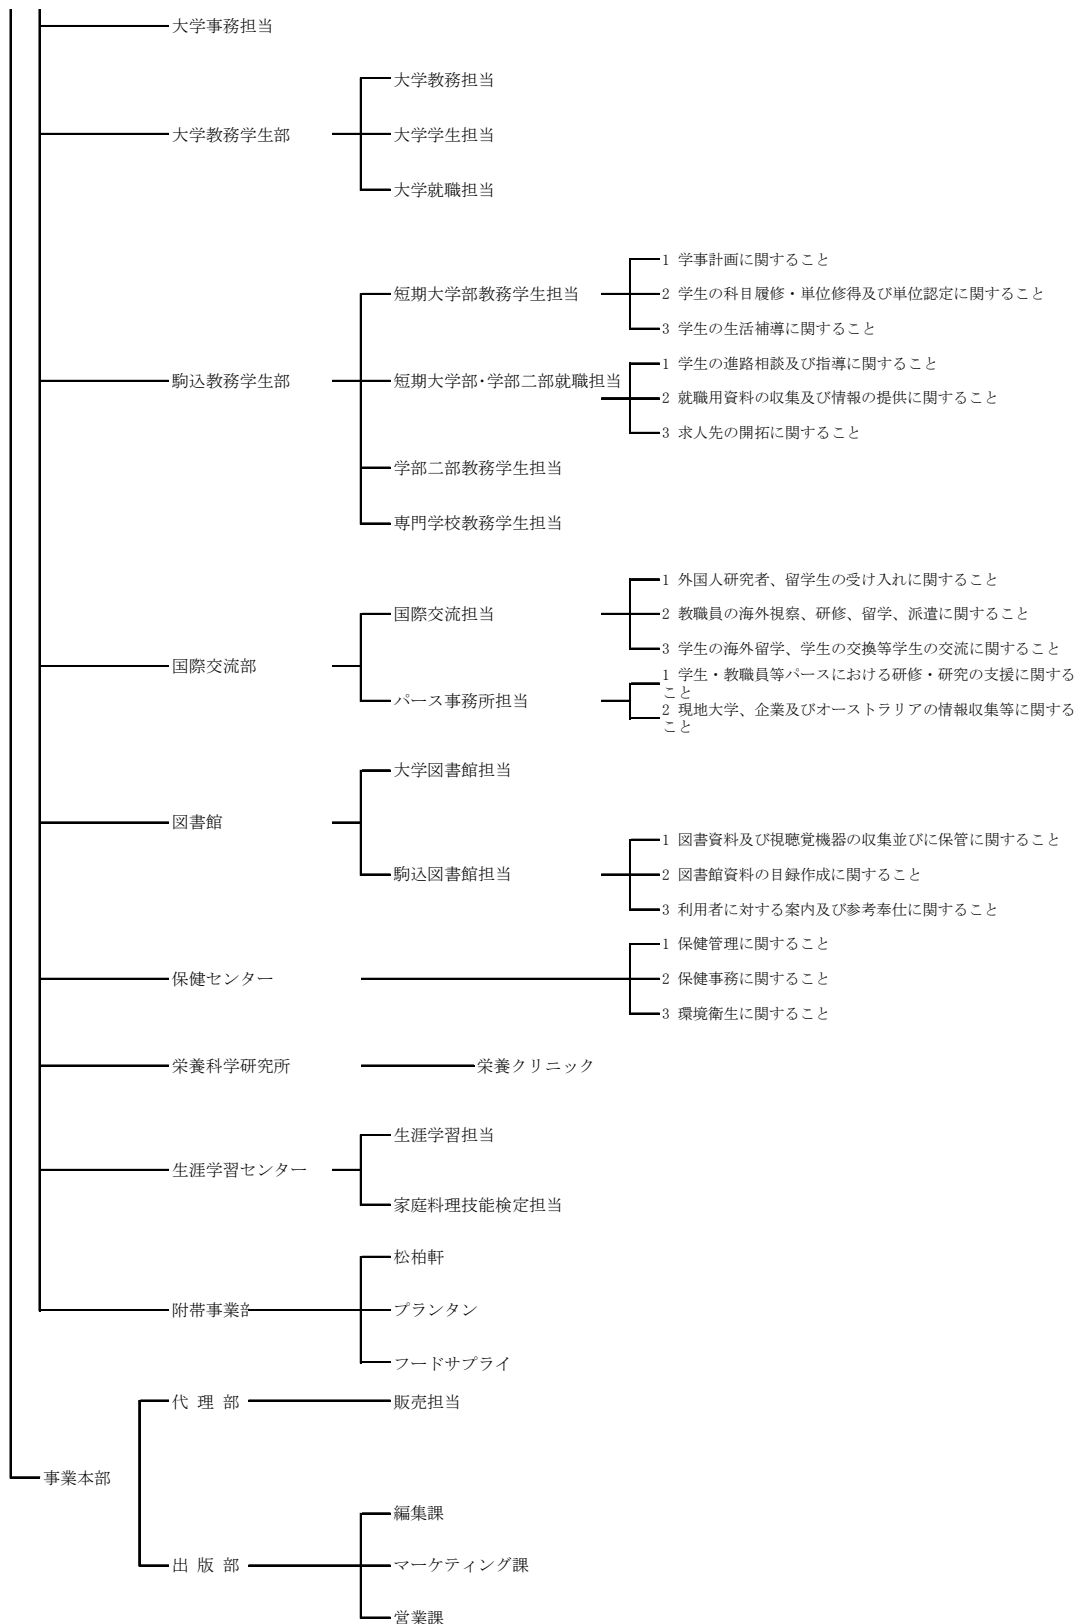 大学事務担当
大学教務担当
大学教務学生部
大学学生担当
大学就職担当
1 学事計画に関すること
短期大学部教務学生担当
2 学生の科目履修・単位修得及び単位認定に関すること
3 学生の生活補導に関すること
1 学生の進路相談及び指導に関すること
駒込教務学生部
短期大学部・学部二部就職担当
2 就職用資料の収集及び情報の提供に関すること
3 求人先の開拓に関すること
学部二部教務学生担当
専門学校教務学生担当
1 外国人研究者、留学生の受け入れに関すること
国際交流担当
2 教職員の海外視察、研修、留学、派遣に関すること
3 学生の海外留学、学生の交換等学生の交流に関すること
国際交流部
1 学生・教職員等パースにおける研修・研究の支援に関する
こと
パース事務所担当
2 現地大学、企業及びオーストラリアの情報収集等に関する
こと
大学図書館担当
図書館
1 図書資料及び視聴覚機器の収集並びに保管に関すること
駒込図書館担当
2 図書館資料の目録作成に関すること
3 利用者に対する案内及び参考奉仕に関すること
1 保健管理に関すること
保健センター
2 保健事務に関すること
3 環境衛生に関すること
栄養科学研究所
栄養クリニック
生涯学習担当
生涯学習センター
家庭料理技能検定担当
松柏軒
附帯事業部
プランタン
フードサプライ
代 理 部
販売担当
事業本部
編集課
出 版 部
マーケティング課
営業課